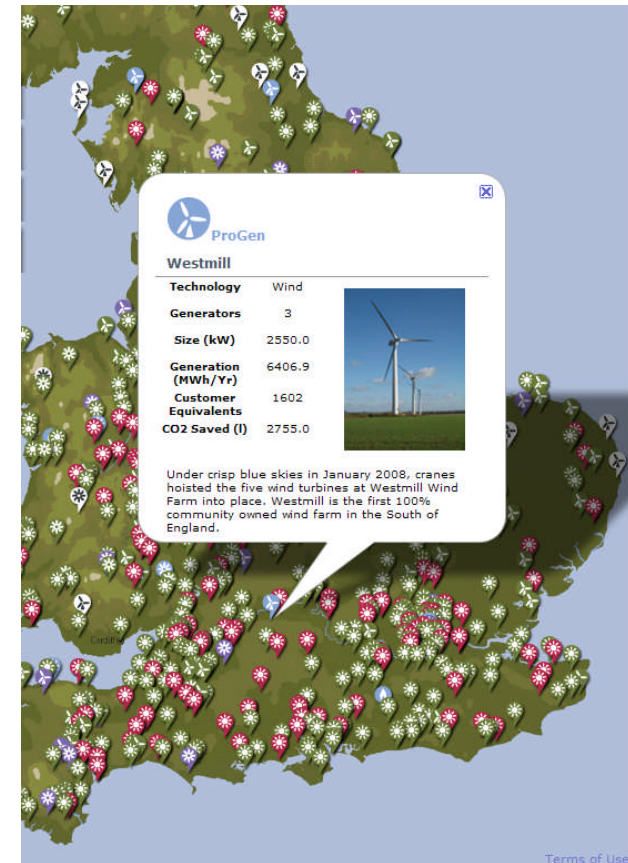 ProGen
Westmill
Technology Wind
Generators 3
Size (kW) 2550.0
Generation (MWh/Yr) 6406.9
Customer Equivalents 1602
CO2 Saved (l) 2755.0
Under crisp blue skies in January 2008, cranes
hoisted the five wind turbines at Westmill Wind
Farm into place. Westmill is the first 100%
community owned wind farm in the South of
England.
Cardiff
Terms of Use